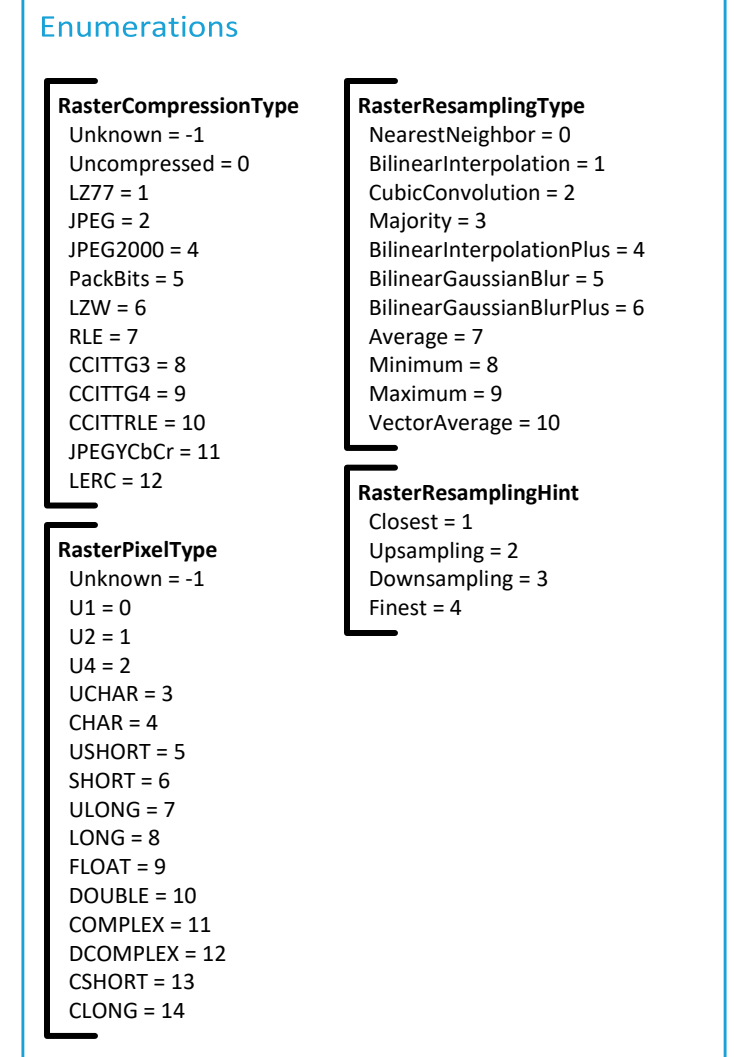 Enumerations
RasterCompressionType
Unknown = -1
Uncompressed = 0
LZ77 = 1
JPEG = 2
JPEG2000 = 4
PackBits = 5
LZW = 6
RLE = 7
CCITTG3 = 8
CCITTG4 = 9
CCITTRLE = 10
JPEGYCbCr = 11
LERC = 12
RasterPixelType
Unknown = -1
U1 = 0
U2 = 1
U4 = 2
UCHAR = 3
CHAR = 4
USHORT = 5
SHORT = 6
ULONG = 7
LONG = 8
FLOAT = 9
DOUBLE = 10
COMPLEX = 11
DCOMPLEX = 12
CSHORT = 13
CLONG = 14
RasterResamplingType
NearestNeighbor = 0
BilinearInterpolation = 1
CubicConvolution = 2
Majority = 3
BilinearInterpolationPlus = 4
BilinearGaussianBlur = 5
BilinearGaussianBlurPlus = 6
Average = 7
Minimum = 8
Maximum = 9
VectorAverage = 10
RasterResamplingHint
Closest = 1
Upsampling = 2
Downsampling = 3
Finest = 4